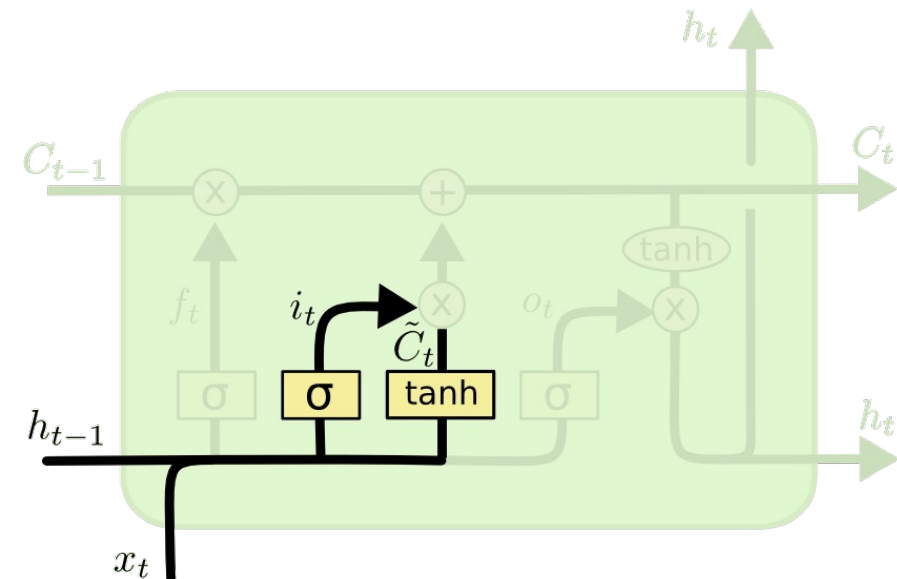 h_t
C_{t-1}
C_t
x
+
tanh
f_t
i_t
x
o_t
x
C̃_t
σ
σ
tanh
σ
h_{t-1}
h_t
x_t